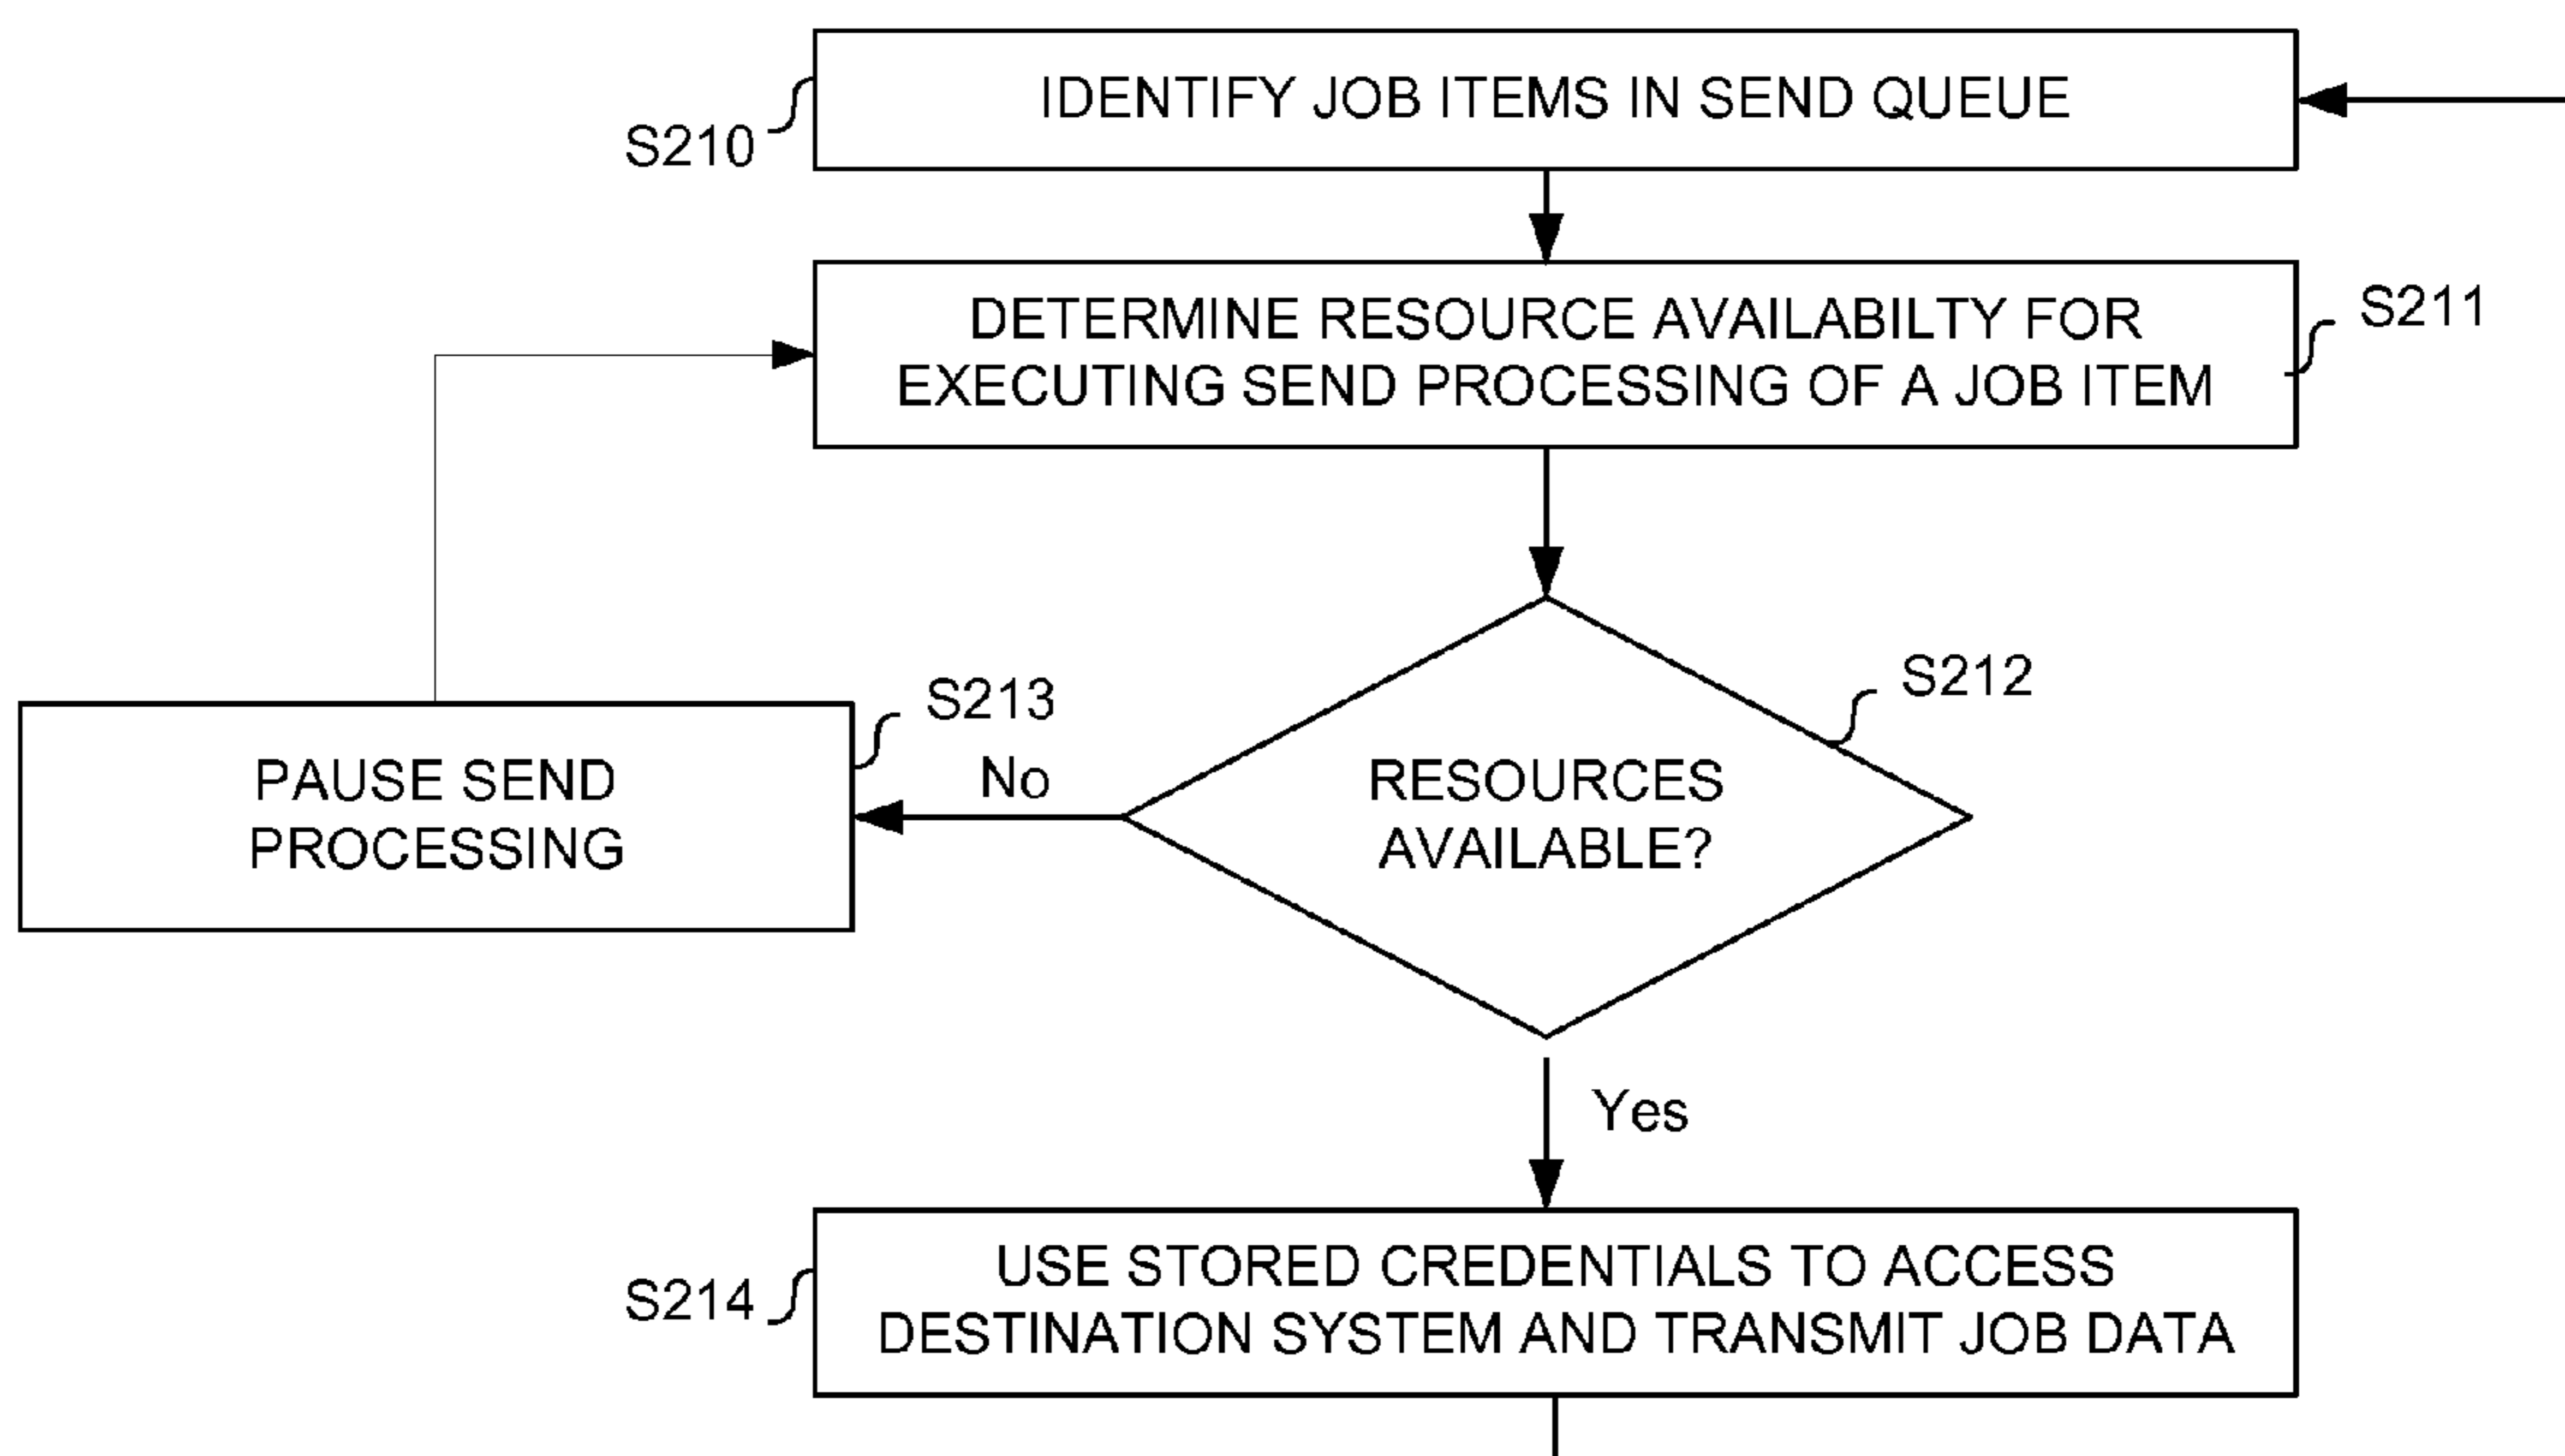 IDENTIFY JOB ITEMS IN SEND QUEUE
S210
DETERMINE RESOURCE AVAILABILTY FOR
EXECUTING SEND PROCESSING OF A JOB ITEM
S211
S212
RESOURCES
AVAILABLE?
No
S213
PAUSE SEND
PROCESSING
Yes
S214
USE STORED CREDENTIALS TO ACCESS
DESTINATION SYSTEM AND TRANSMIT JOB DATA